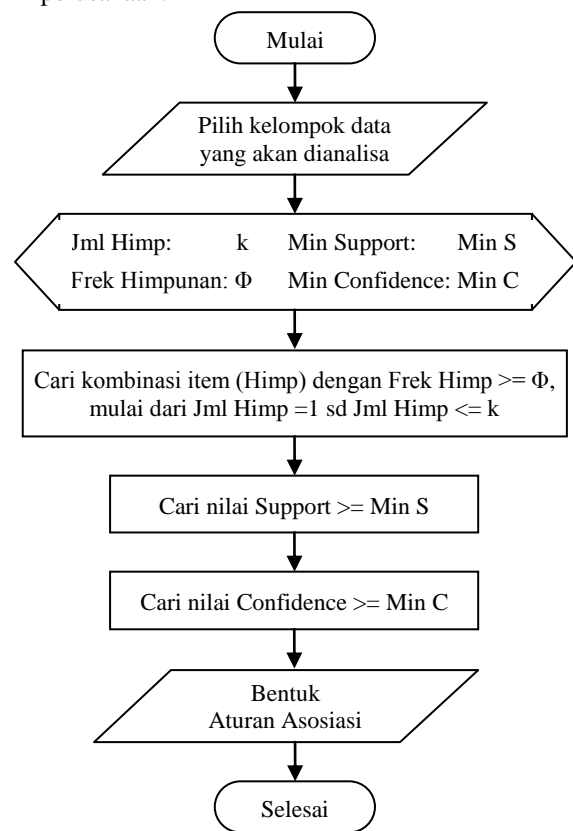 Mulai
Pilih kelompok data
yang akan dianalisa
Jml Himp: k Min Support: Min S
Frek Himpunan: Φ Min Confidence: Min C
Cari kombinasi item (Himp) dengan Frek Himp >= Φ,
mulai dari Jml Himp =1 sd Jml Himp <= k
Cari nilai Support >= Min S
Cari nilai Confidence >= Min C
Bentuk
Aturan Asosiasi
Selesai